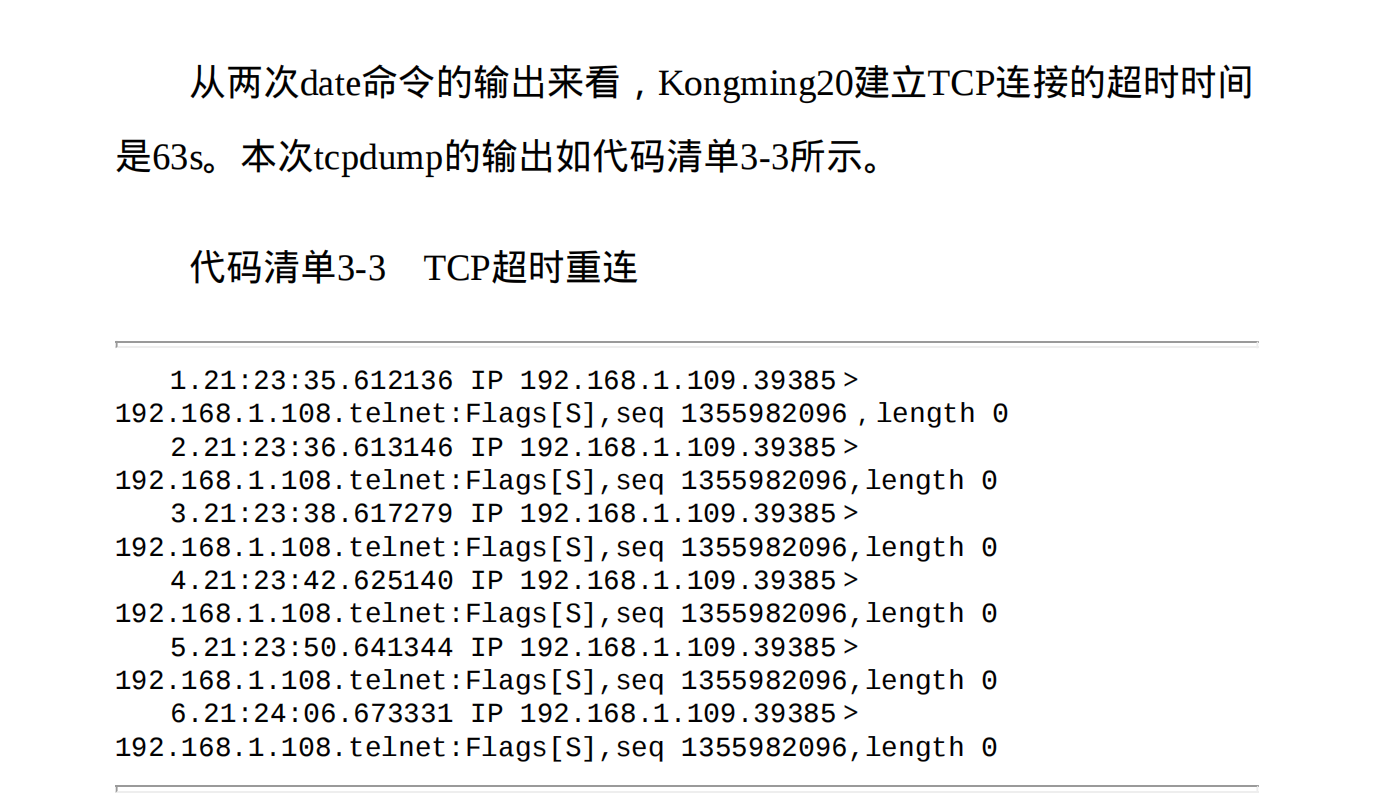 从两次date命令的输出来看，Kongming20建立TCP连接的超时时间
是63s。本次tcpdump的输出如代码清单3-3所示。
代码清单3-3　TCP超时重连
1.21:23:35.612136 IP 192.168.1.109.39385＞
192.168.1.108.telnet:Flags[S],seq 1355982096，length 0
2.21:23:36.613146 IP 192.168.1.109.39385＞
192.168.1.108.telnet:Flags[S],seq 1355982096,length 0
3.21:23:38.617279 IP 192.168.1.109.39385＞
192.168.1.108.telnet:Flags[S],seq 1355982096,length 0
4.21:23:42.625140 IP 192.168.1.109.39385＞
192.168.1.108.telnet:Flags[S],seq 1355982096,length 0
5.21:23:50.641344 IP 192.168.1.109.39385＞
192.168.1.108.telnet:Flags[S],seq 1355982096,length 0
6.21:24:06.673331 IP 192.168.1.109.39385＞
192.168.1.108.telnet:Flags[S],seq 1355982096,length 0